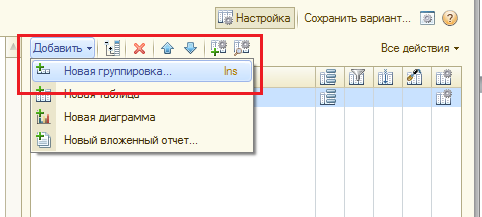 Настройка Сохранить вариант...
Добавить Все действия
Новая группировка... Ins
Новая таблица
Новая диаграмма
Новый вложенный отчет...